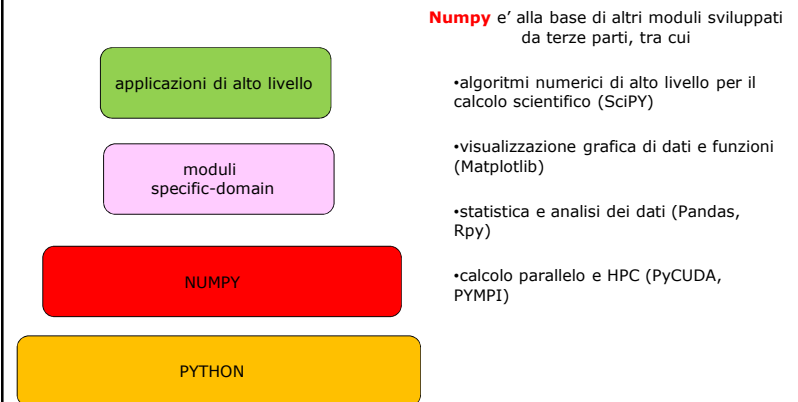 Numpy e’ alla base di altri moduli sviluppati
da terze parti, tra cui
applicazioni di alto livello
•algoritmi numerici di alto livello per il
calcolo scientifico (SciPY)
•visualizzazione grafica di dati e funzioni
(Matplotlib)
moduli
specific-domain
•statistica e analisi dei dati (Pandas,
Rpy)
•calcolo parallelo e HPC (PyCUDA,
PYMPI)
NUMPY
PYTHON